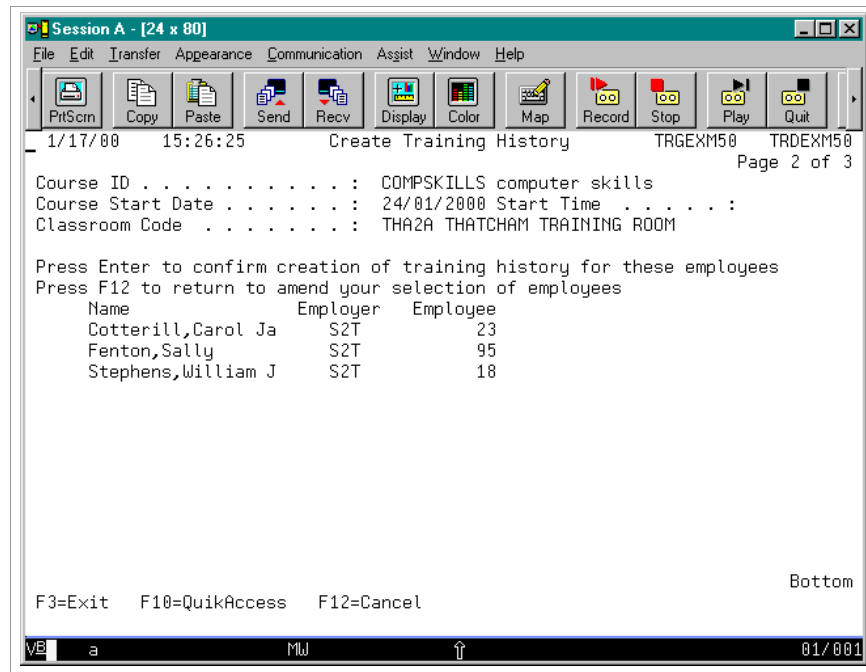 Session A - [24 x 80]
File Edit Transfer Appearance Communication Assist Window Help
PrtScrn Copy Paste Send Recv Display Color Map Record Stop Play Quit
1/17/00 15:26:25 Create Training History TRGEXM50 TRDEXM50
Page 2 of 3
Course ID . . . . . . . . . . . : COMPSKILLS computer skills
Course Start Date . . . . . . : 24/01/2000 Start Time . . . . . :
Classroom Code . . . . . . . : THA2A THATCHAM TRAINING ROOM
Press Enter to confirm creation of training history for these employees
Press F12 to return to amend your selection of employees
Name Employer Employee
Cotterill,Carol Ja S2T 23
Fenton,Sally S2T 95
Stephens,William J S2T 18
Bottom
F3=Exit F10=QuikAccess F12=Cancel
VB a MW 01/001